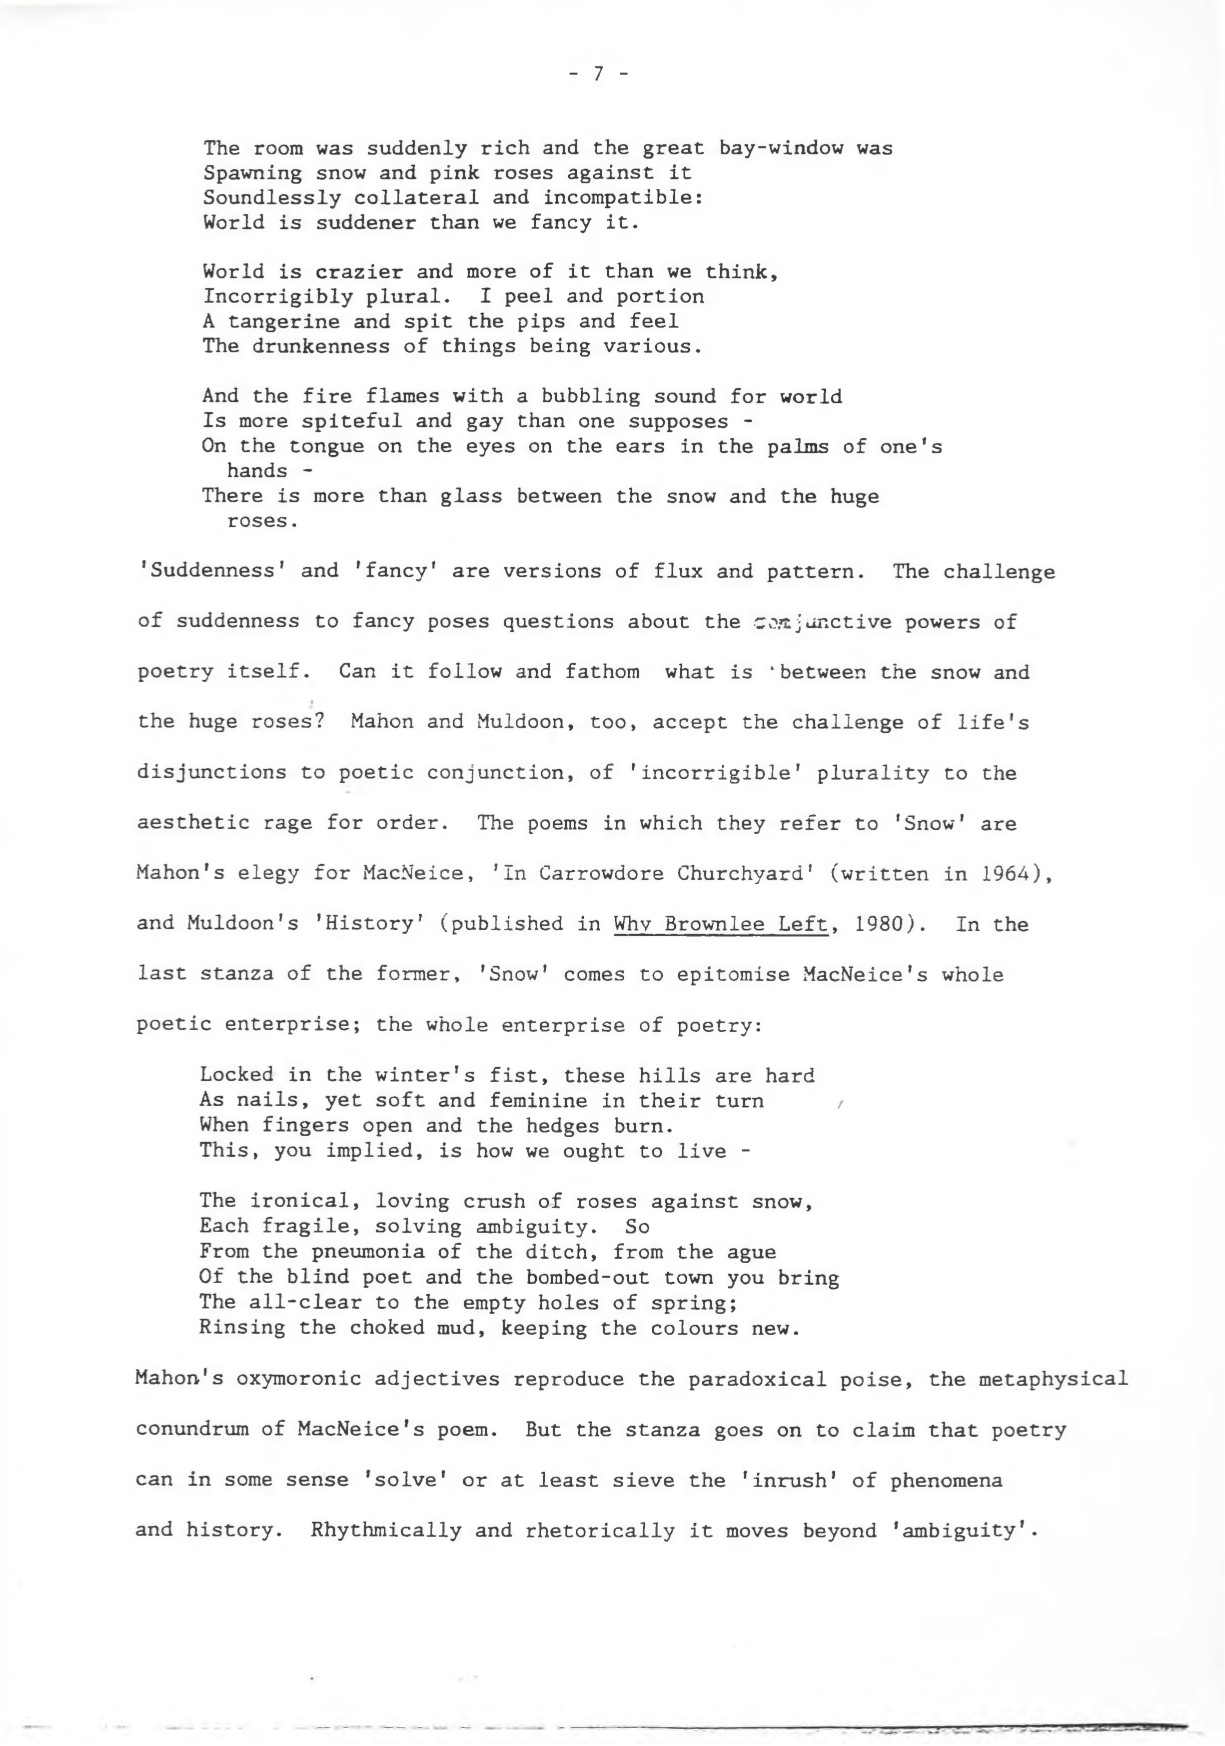 - 7 -
The room was suddenly rich and the great bay-window was
Spawning snow and pink roses against it
Soundlessly collateral and incompatible:
World is suddener than we fancy it.
World is crazier and more of it than we think,
Incorrigibly plural.  I peel and portion
A tangerine and spit the pips and feel
The drunkenness of things being various.
And the fire flames with a bubbling sound for world
Is more spiteful and gay than one supposes -
On the tongue on the eyes on the ears in the palms of one's
hands -
There is more than glass between the snow and the huge
roses.
'Suddenness' and 'fancy' are versions of flux and pattern.  The challenge
of suddenness to fancy poses questions about the conjunctive powers of
poetry itself.  Can it follow and fathom  what is 'between the snow and
the huge roses?  Mahon and Muldoon, too, accept the challenge of life's
disjunctions to poetic conjunction, of 'incorrigible' plurality to the
aesthetic rage for order.  The poems in which they refer to 'Snow' are
Mahon's elegy for MacNeice, 'In Carrowdore Churchyard' (written in 1964),
and Muldoon's 'History' (published in Why Brownlee Left, 1980).  In the
last stanza of the former, 'Snow' comes to epitomise MacNeice's whole
poetic enterprise; the whole enterprise of poetry:
Locked in the winter's fist, these hills are hard
As nails, yet soft and feminine in their turn
When fingers open and the hedges burn.
This, you implied, is how we ought to live -
The ironical, loving crush of roses against snow,
Each fragile, solving ambiguity.  So
From the pneumonia of the ditch, from the ague
Of the blind poet and the bombed-out town you bring
The all-clear to the empty holes of spring;
Rinsing the choked mud, keeping the colours new.
Mahon's oxymoronic adjectives reproduce the paradoxical poise, the metaphysical
conundrum of MacNeice's poem.  But the stanza goes on to claim that poetry
can in some sense 'solve' or at least sieve the 'inrush' of phenomena
and history.  Rhythmically and rhetorically it moves beyond 'ambiguity'.